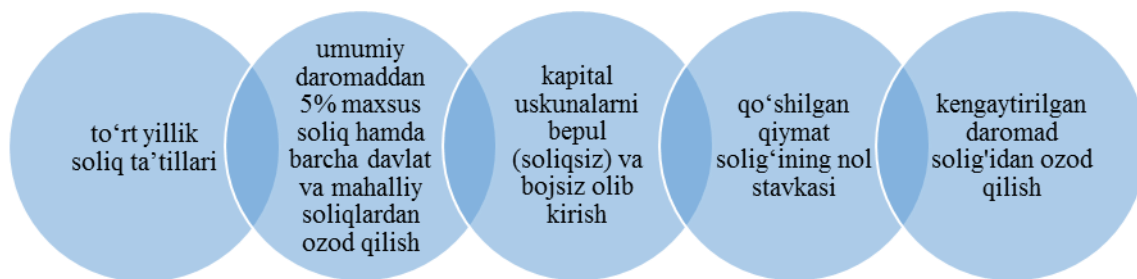 to‘rt yillik
soliq ta’tillari
umumiy
daromaddan
5% maxsus
soliq hamda
barcha davlat
va mahalliy
soliqlardan
ozod qilish
kapital
uskunalarni
bepul
(soliqsiz) va
bojsiz olib
kirish
qo‘shilgan
qiymat
solig‘ining nol
stavkasi
kengaytirilgan
daromad
solig'idan ozod
qilish